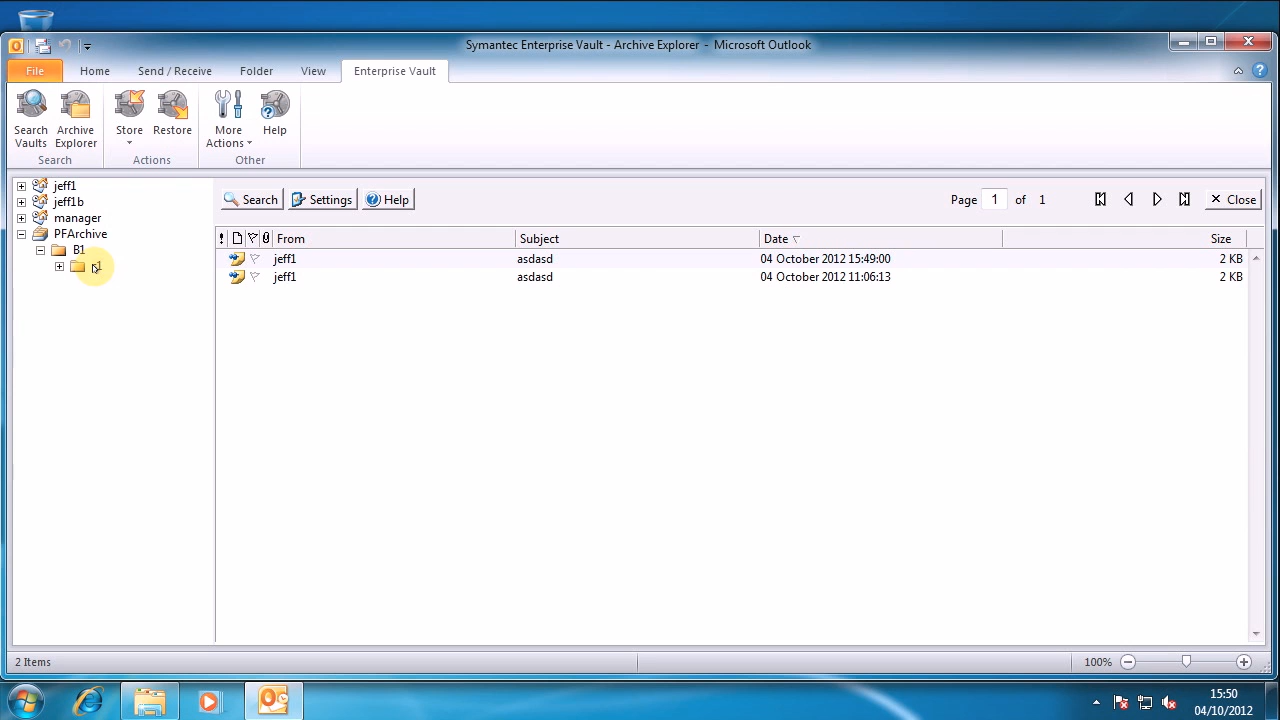 Symantec Enterprise Vault - Archive Explorer - Microsoft Outlook
File Home Send / Receive Folder View Enterprise Vault
Search Vaults Archive Explorer Store Restore More Actions Help
Search Actions Other
jeff1
jeff1b
manager
PFArchive
B1
Search Settings Help Page 1 of 1 Close
! From Subject Date Size
jeff1 asdasd 04 October 2012 15:49:00 2 KB
jeff1 asdasd 04 October 2012 11:06:13 2 KB
2 Items 100%
15:50
04/10/2012